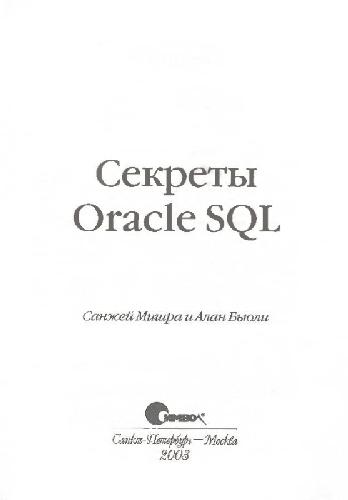 Секреты
Oracle SQL
Санжей Мишра и Алан Бьюли
Символ®
Санкт-Петербург — Москва
2003